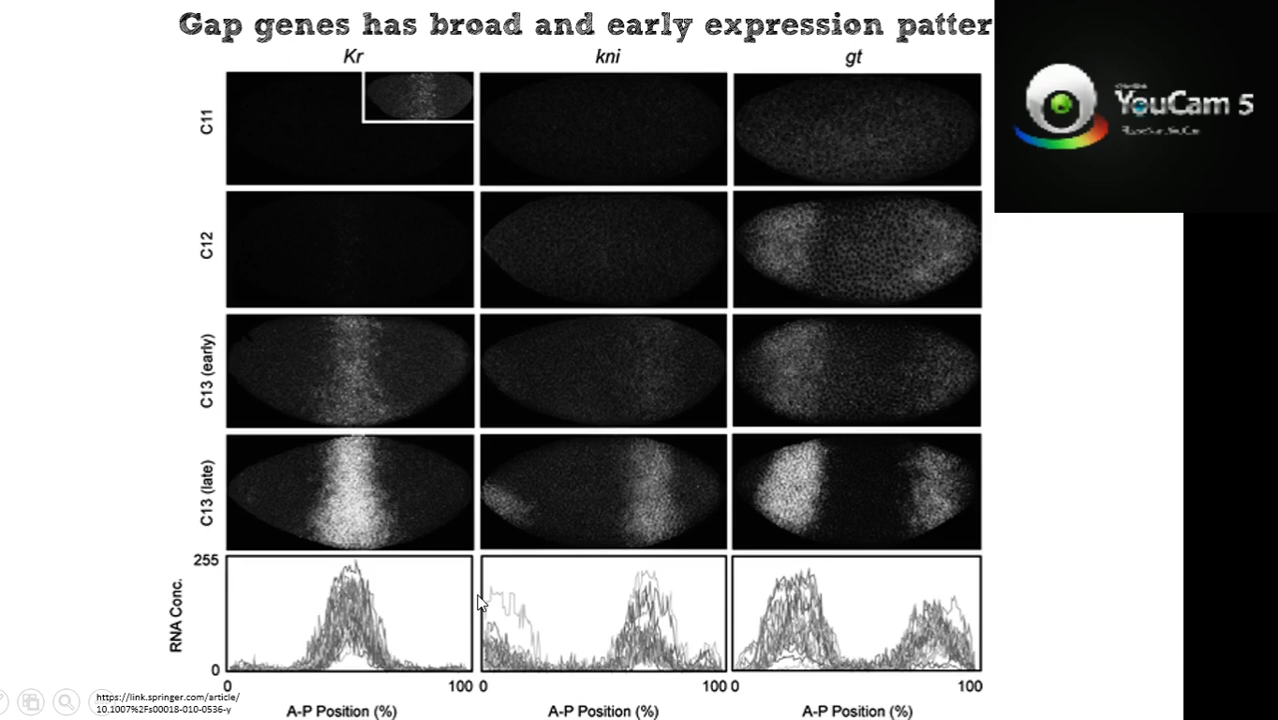 Gap genes has broad and early expression patter
Kr kni gt
C11
C12
C13 (early)
C13 (late)
255
RNA Conc.
0
0 100 0 100 0 100
A-P Position (%) A-P Position (%) A-P Position (%)
https://link.springer.com/article/
10.1007%2Fs00018-010-0536-y
YouCam 5